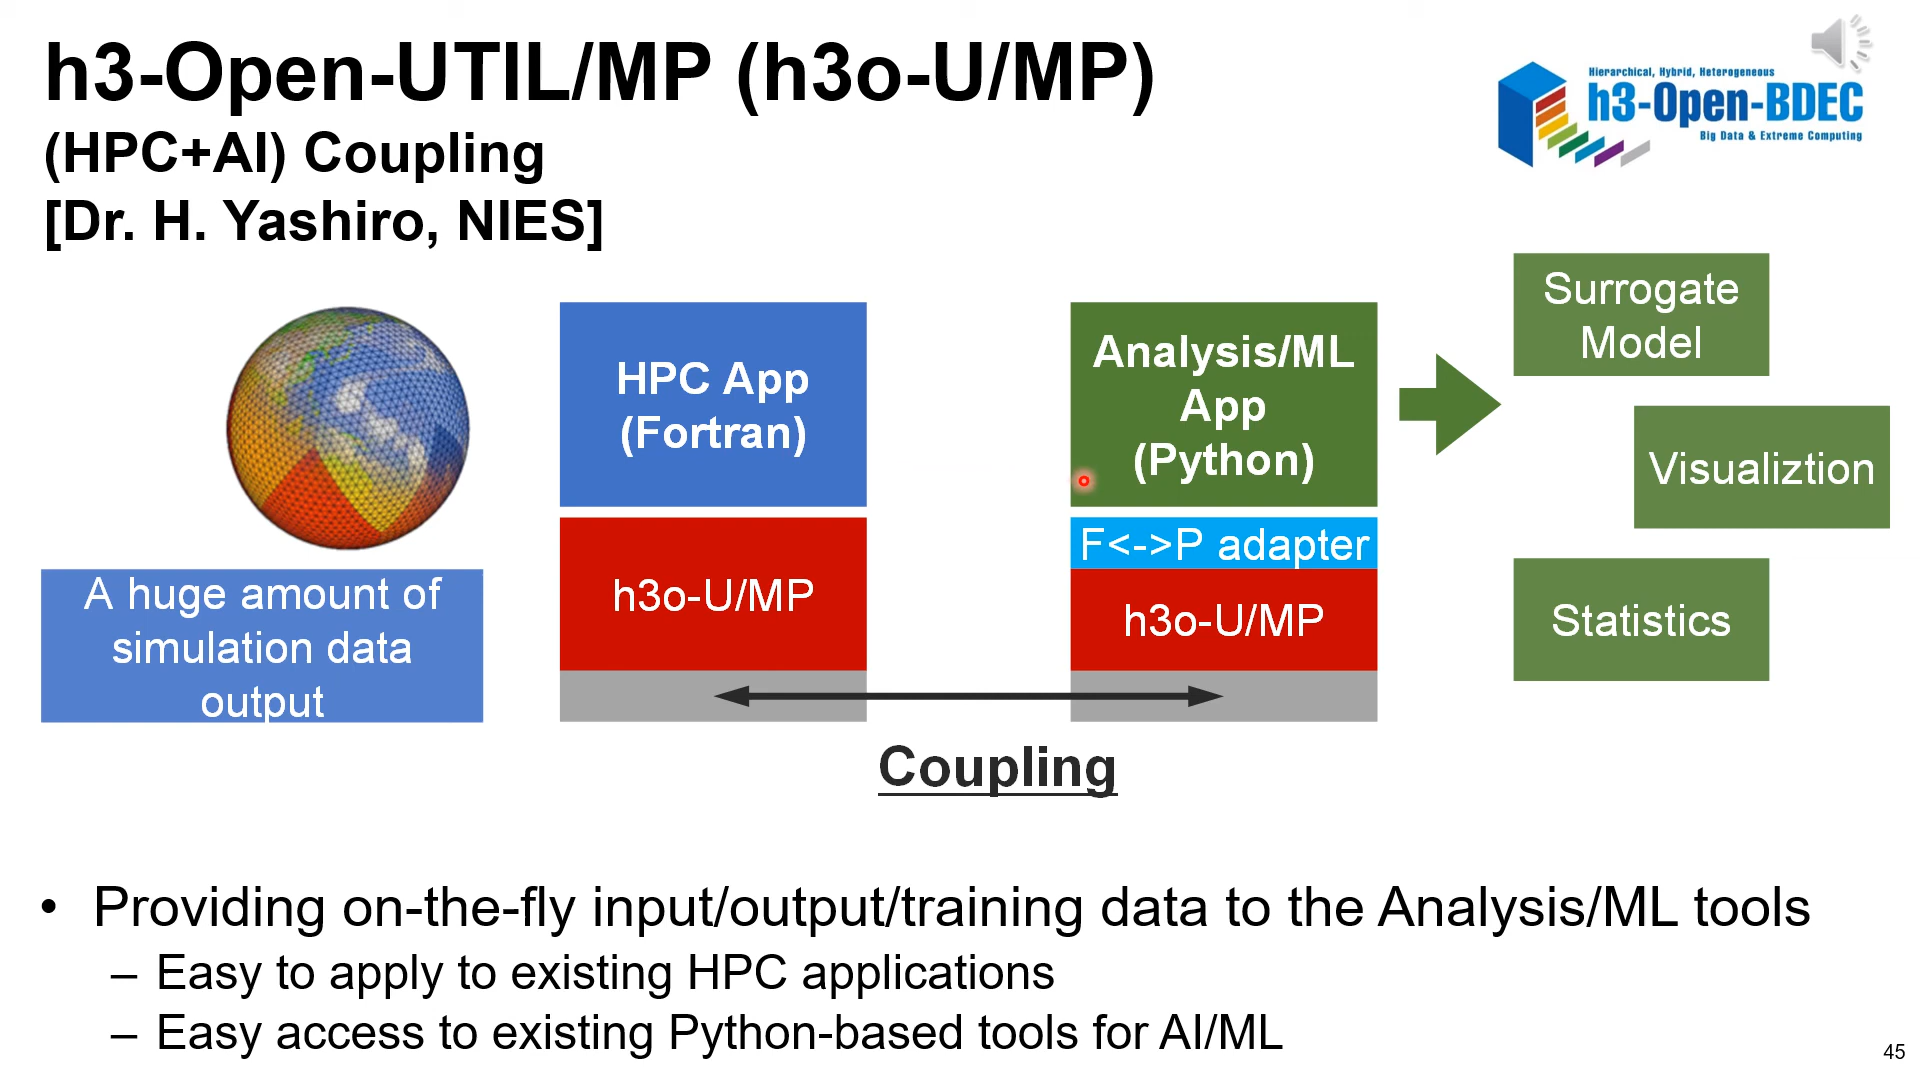 h3-Open-UTIL/MP (h3o-U/MP)
(HPC+AI) Coupling
[Dr. H. Yashiro, NIES]
Hierarchical, Hybrid, Heterogeneous
h3-Open-BDEC
Big Data & Extreme Computing
A huge amount of
simulation data
output
HPC App
(Fortran)
h3o-U/MP
Analysis/ML
App
(Python)
F<->P adapter
h3o-U/MP
Coupling
Surrogate
Model
Visualiztion
Statistics
• Providing on-the-fly input/output/training data to the Analysis/ML tools
– Easy to apply to existing HPC applications
– Easy access to existing Python-based tools for AI/ML
45